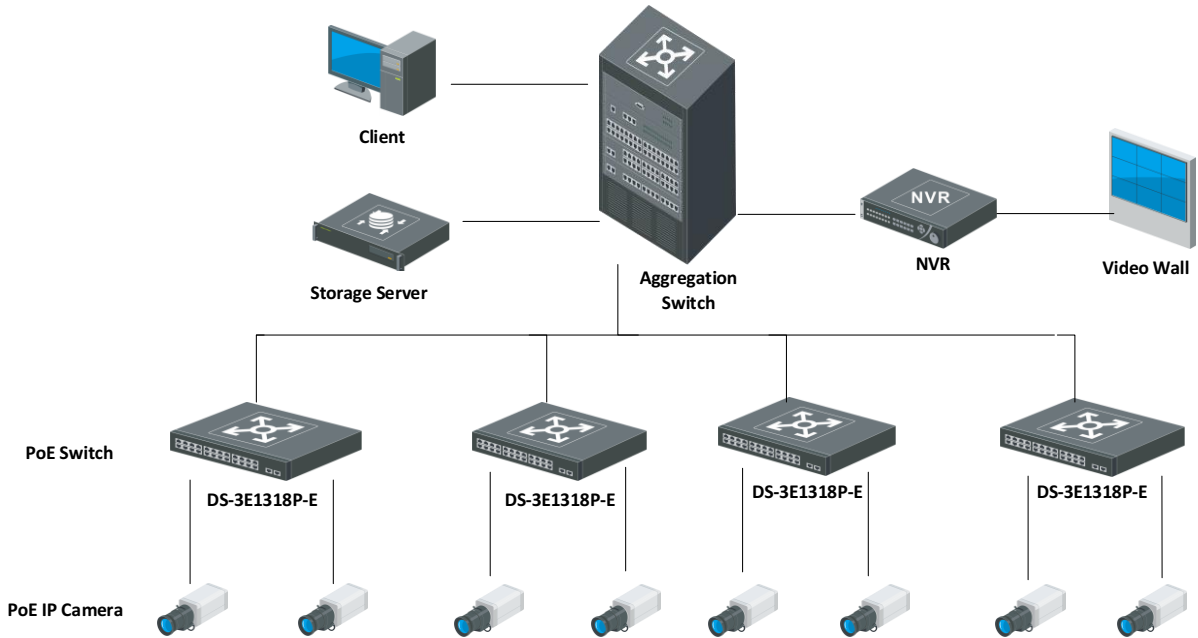 Client
NVR
Storage Server
Aggregation
Switch
NVR
Video Wall
PoE Switch
DS-3E1318P-E
DS-3E1318P-E
DS-3E1318P-E
DS-3E1318P-E
PoE IP Camera